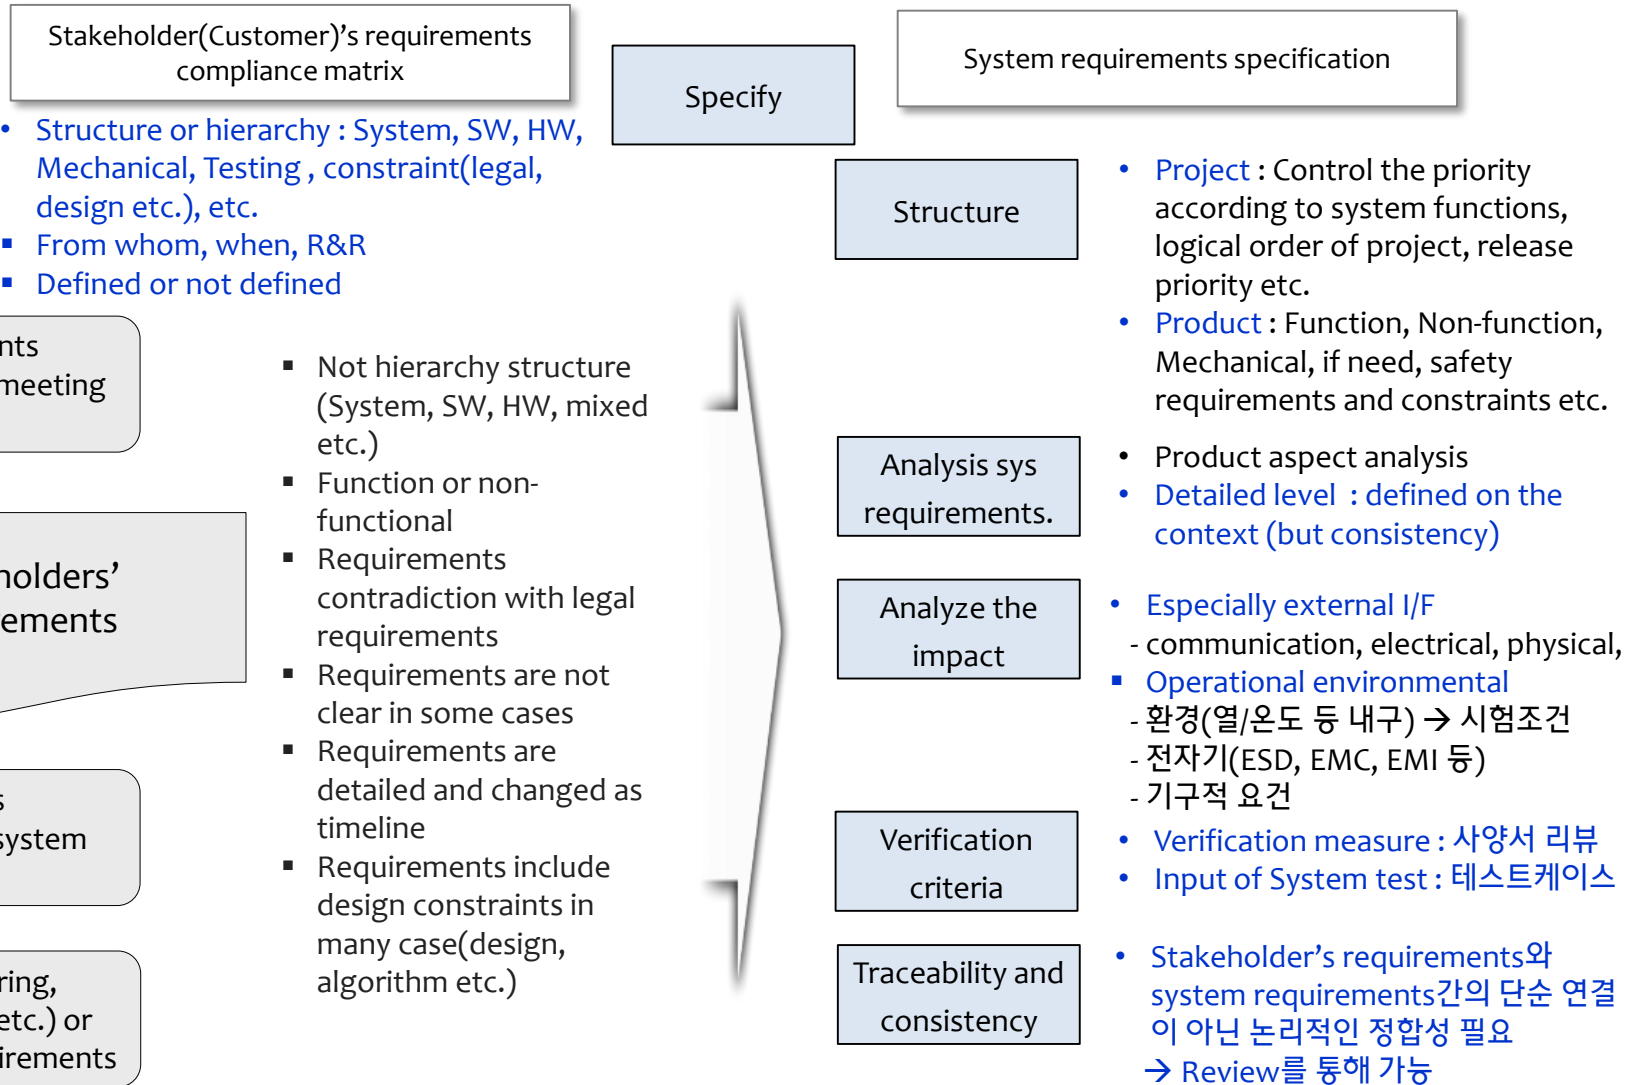 Stakeholder(Customer)'s requirements
compliance matrix
• Structure or hierarchy : System, SW, HW,
Mechanical, Testing , constraint(legal,
design etc.), etc.
▪ From whom, when, R&R
▪ Defined or not defined
meeting
system
etc.) or
▪ Not hierarchy structure
(System, SW, HW, mixed
etc.)
▪ Function or non-
functional
▪ Requirements
contradiction with legal
requirements
▪ Requirements are not
clear in some cases
▪ Requirements are
detailed and changed as
timeline
▪ Requirements include
design constraints in
many case(design,
algorithm etc.)
Specify
System requirements specification
Structure
• Project : Control the priority
according to system functions,
logical order of project, release
priority etc.
• Product : Function, Non-function,
Mechanical, if need, safety
requirements and constraints etc.
Analysis sys
requirements.
• Product aspect analysis
• Detailed level : defined on the
context (but consistency)
Analyze the
impact
• Especially external I/F
- communication, electrical, physical,
▪ Operational environmental
- 환경(열/온도 등 내구) → 시험조건
- 전자기(ESD, EMC, EMI 등)
- 기구적 요건
Verification
criteria
• Verification measure : 사양서 리뷰
• Input of System test : 테스트케이스
Traceability and
consistency
• Stakeholder's requirements와
system requirements간의 단순 연결
이 아닌 논리적인 정합성 필요
→ Review를 통해 가능